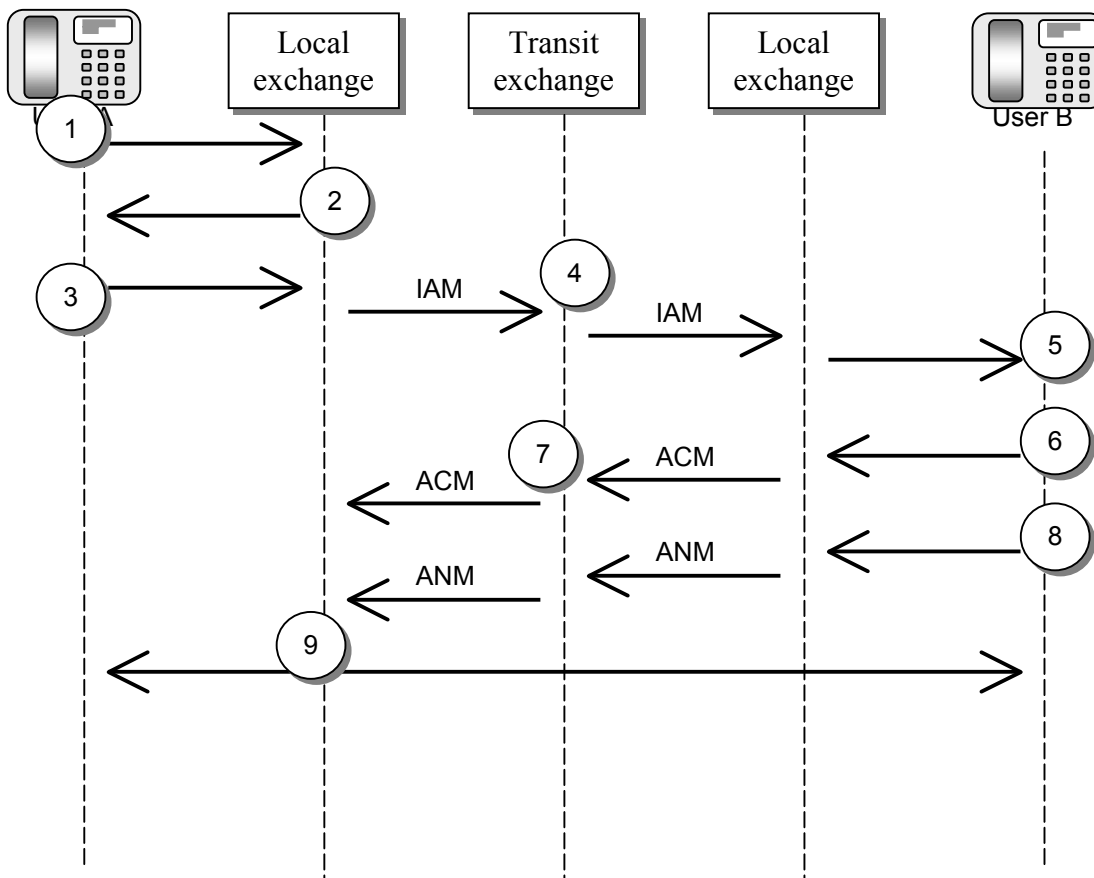 Local
exchange
Transit
exchange
Local
exchange
User B
1
2
3
IAM
4
IAM
5
6
ACM
7
ACM
8
ANM
ANM
9